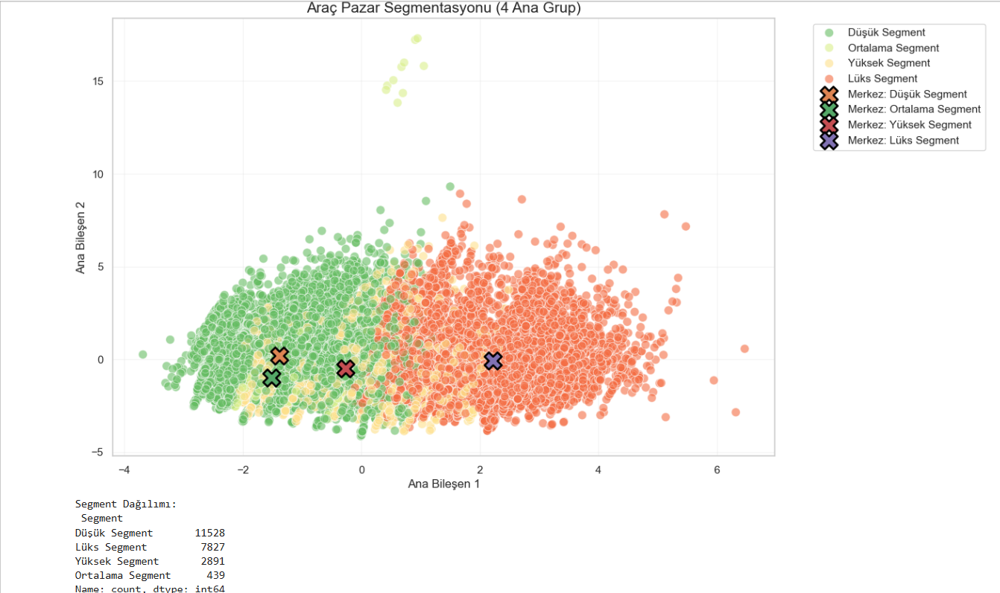 Araç Pazar Segmentasyonu (4 Ana Grup)
Düşük Segment
Ortalama Segment
Yüksek Segment
Lüks Segment
Merkez: Düşük Segment
Merkez: Ortalama Segment
Merkez: Yüksek Segment
Merkez: Lüks Segment
15
10
5
0
−5
Ana Bileşen 2
−4 −2 0 2 4 6
Ana Bileşen 1
Segment Dağılımı:
Segment
Düşük Segment 11528
Lüks Segment 7827
Yüksek Segment 2891
Ortalama Segment 439
Name: count, dtype: int64